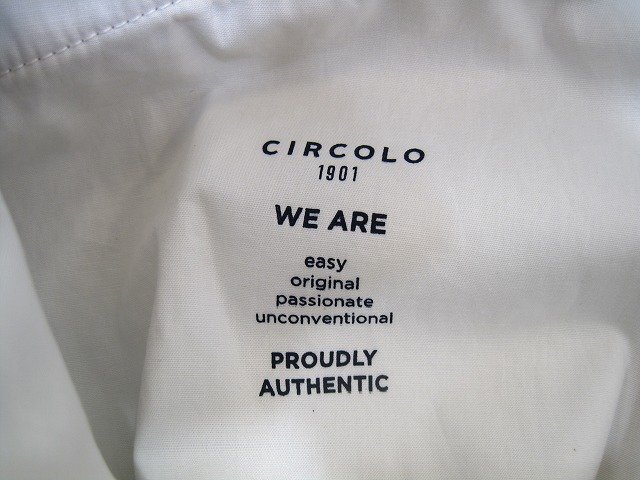 CIRCOLO
1901
WE ARE
easy
original
passionate
unconventional
PROUDLY
AUTHENTIC